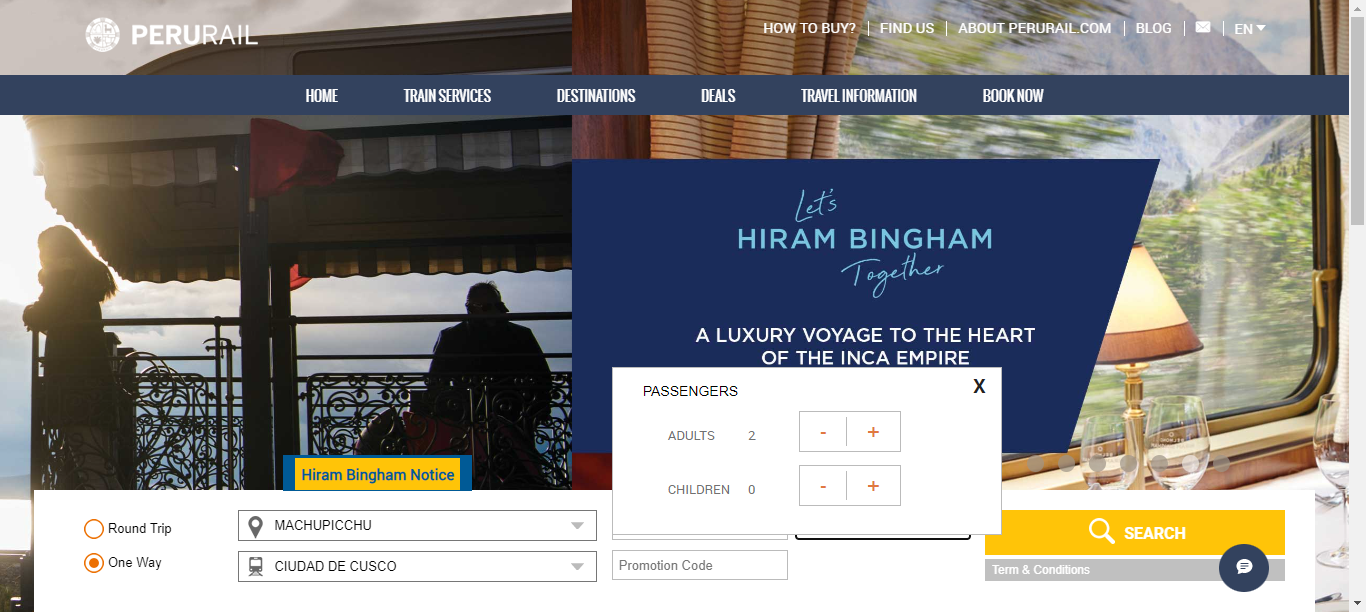 PERURAIL
HOW TO BUY?
FIND US
ABOUT PERURAIL.COM
BLOG
EN
HOME
TRAIN SERVICES
DESTINATIONS
DEALS
TRAVEL INFORMATION
BOOK NOW
Let's
HIRAM BINGHAM
Together
A LUXURY VOYAGE TO THE HEART
OF THE INCA EMPIRE
PASSENGERS
X
ADULTS 2 - +
CHILDREN 0 - +
Hiram Bingham Notice
Round Trip
MACHUPICCHU
SEARCH
One Way
CIUDAD DE CUSCO
Promotion Code
Term & Conditions